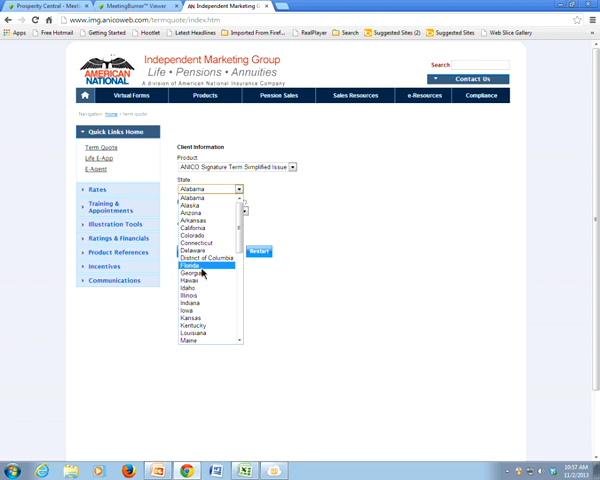 Prosperity Central - Meeti
MeetingBurner™ Viewer
Independent Marketing G
www.img.anicoweb.com/termquote/index.htm
Apps
Free Hotmail
Getting Started
Hootlet
Latest Headlines
Imported From Firef...
RealPlayer
Search
Suggested Sites (2)
Suggested Sites
Web Slice Gallery
AMERICAN
NATIONAL
Independent Marketing Group
Life • Pensions • Annuities
A division of American National Insurance Company
Search
Contact Us
Virtual Forms
Products
Pension Sales
Sales Resources
e-Resources
Compliance
Navigation: Home > term quote
Quick Links Home
Term Quote
Life E-App
E-Agent
Rates
Training &
Appointments
Illustration Tools
Ratings & Financials
Product References
Incentives
Communications
Client Information
Product
ANICO Signature Term Simplified Issue
State
Alabama
Alabama
Alaska
Arizona
Arkansas
California
Colorado
Connecticut
Delaware
District of Columbia
Florida
Georgia
Hawaii
Idaho
Illinois
Indiana
Iowa
Kansas
Kentucky
Louisiana
Maine
Restart
10:37 AM
11/2/2013